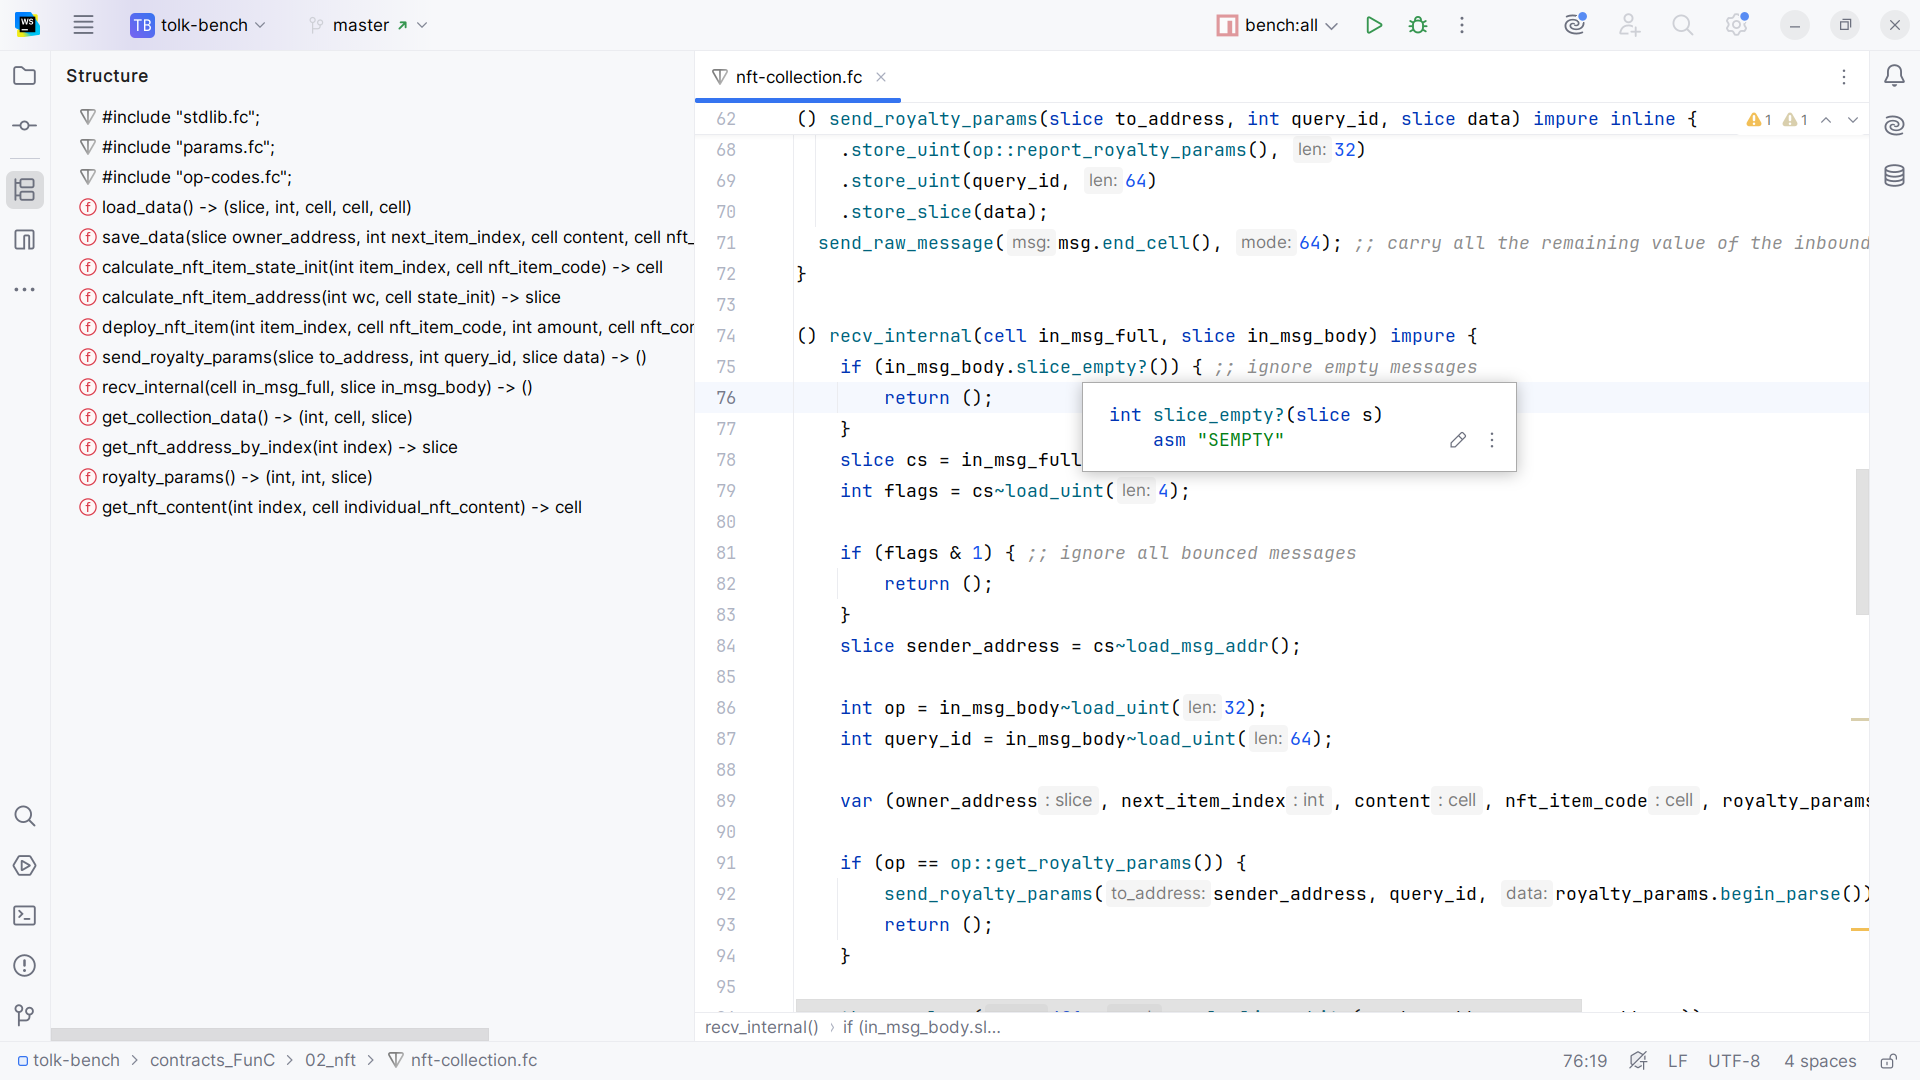 WS
TB tolk-bench
master
bench:all
Structure
#include "stdlib.fc";
#include "params.fc";
#include "op-codes.fc";
load_data() -> (slice, int, cell, cell, cell)
save_data(slice owner_address, int next_item_index, cell content, cell nft_
calculate_nft_item_state_init(int item_index, cell nft_item_code) -> cell
calculate_nft_item_address(int wc, cell state_init) -> slice
deploy_nft_item(int item_index, cell nft_item_code, int amount, cell nft_cor
send_royalty_params(slice to_address, int query_id, slice data) -> ()
recv_internal(cell in_msg_full, slice in_msg_body) -> ()
get_collection_data() -> (int, cell, slice)
get_nft_address_by_index(int index) -> slice
royalty_params() -> (int, int, slice)
get_nft_content(int index, cell individual_nft_content) -> cell
nft-collection.fc
62 () send_royalty_params(slice to_address, int query_id, slice data) impure inline { 1 1
68 .store_uint(op::report_royalty_params(), len: 32)
69 .store_uint(query_id, len: 64)
70 .store_slice(data);
71 send_raw_message( msg: msg.end_cell(), mode: 64); ;; carry all the remaining value of the inbound
72 }
73
74 () recv_internal(cell in_msg_full, slice in_msg_body) impure {
75 if (in_msg_body.slice_empty?()) { ;; ignore empty messages
76 return ();
77 }
78 slice cs = in_msg_full
79 int flags = cs~load_uint( len: 4);
80
81 if (flags & 1) { ;; ignore all bounced messages
82 return ();
83 }
84 slice sender_address = cs~load_msg_addr();
85
86 int op = in_msg_body~load_uint( len: 32);
87 int query_id = in_msg_body~load_uint( len: 64);
88
89 var (owner_address : slice , next_item_index : int , content : cell , nft_item_code : cell , royalty_params
90
91 if (op == op::get_royalty_params()) {
92 send_royalty_params( to_address: sender_address, query_id, data: royalty_params.begin_parse())
93 return ();
94 }
95
int slice_empty?(slice s)
asm "SEMPTY"
recv_internal() › if (in_msg_body.sl...
tolk-bench > contracts_FunC > 02_nft > nft-collection.fc
76:19 LF UTF-8 4 spaces